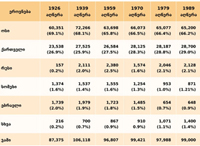 ეროვნება 1926 1939 1959 1970 1979 1989
აღწერა აღწერა აღწერა აღწერა აღწერა აღწერა
ოსი 60,351 72,266 63,698 66,073 65,077 65,200
(69.1%) (68.1%) (65.8%) (66.5%) (66.4%) (66.2%)
ქართველი 23,538 27,525 26,584 28,125 28,187 28,700
(26.9%) (25.9%) (27.5%) (28.3%) (28.8%) (29.0%)
რუსი 157 2,111 2,380 1,574 2,046 2,128
(0.2%) (2.0%) (2.5%) (1.6%) (2.1%) (2.1%)
სომეხი 1,374 1,537 1,555 1,254 953 871
(1.6%) (1.4%) (1.6%) (1.3%) (1.0%)
ებრაელი 1,739 1,979 1,723 1,485 654 648
(2.0%) (1.9%) (1.8%) (1.5%) (0.7%) (0.9%)
სხვა 216 700 867 910 1,071 1,400
(0.2%) (0.7%) (0.9%) 0.9%) (1.1%) (1.4%)
ჯამი 87,375 106,118 96,807 99,421 97,988 99,000